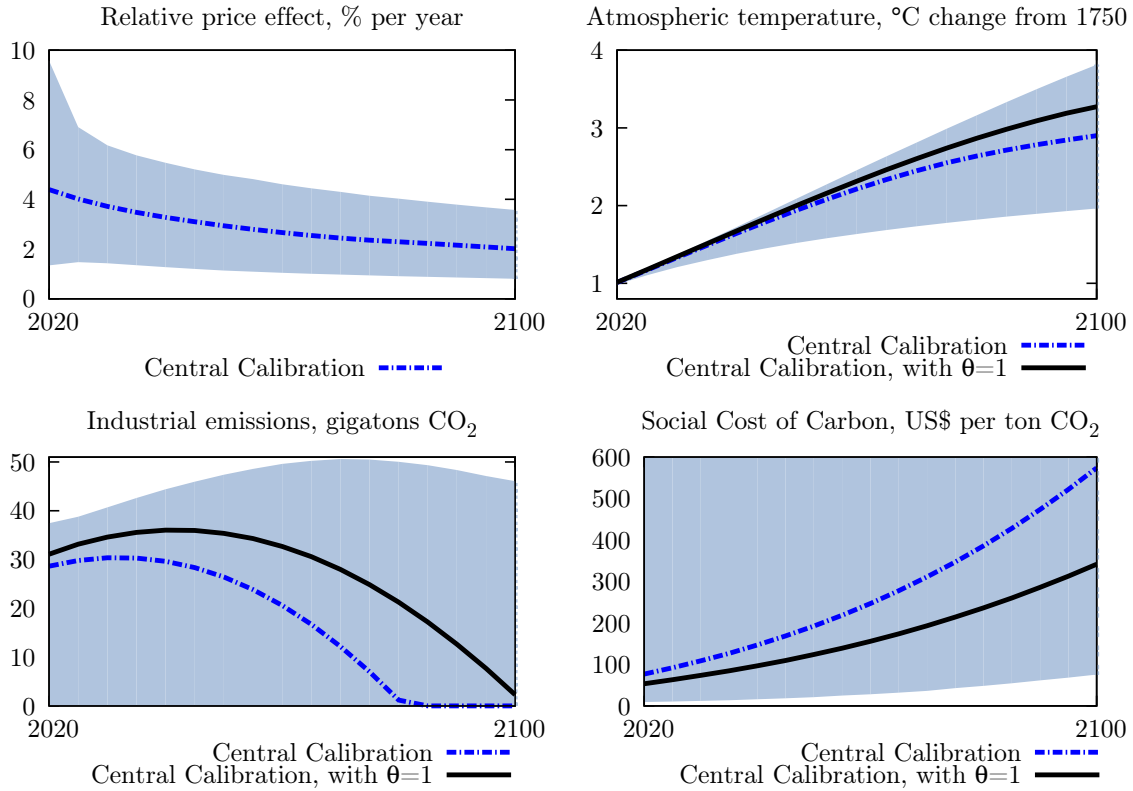 Relative price effect, % per year
10
8
6
4
2
0
2020 2100
Central Calibration
Atmospheric temperature, °C change from 1750
4
3
2
1
2020 2100
Central Calibration
Central Calibration, with θ=1
Industrial emissions, gigatons CO₂
50
40
30
20
10
0
2020 2100
Central Calibration
Central Calibration, with θ=1
Social Cost of Carbon, US$ per ton CO₂
600
500
400
300
200
100
0
2020 2100
Central Calibration
Central Calibration, with θ=1